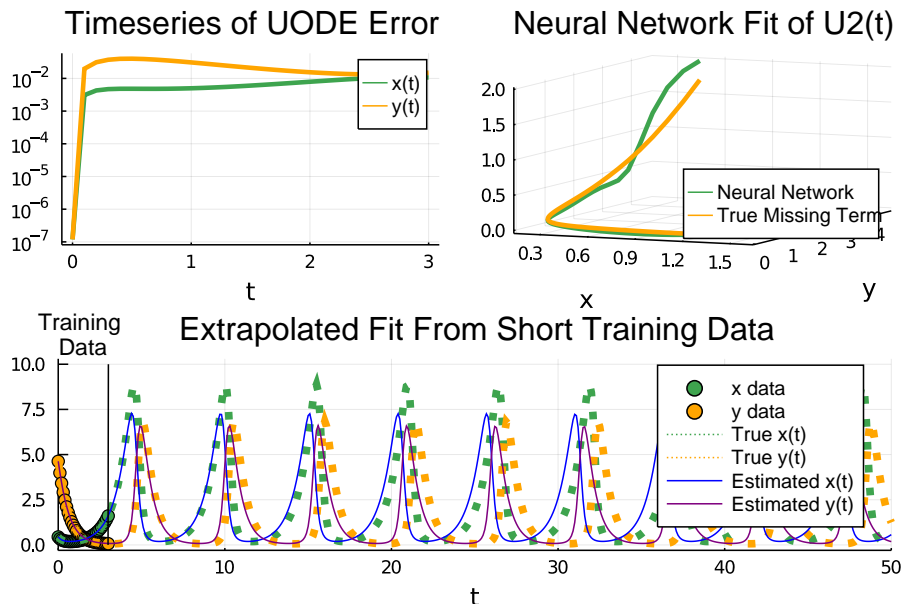 Timeseries of UODE Error
10⁻²
10⁻³
10⁻⁴
10⁻⁵
10⁻⁶
10⁻⁷
x(t)
y(t)
0 1 2 3
t
Neural Network Fit of U2(t)
2.0
1.5
1.0
0.5
0.0
Neural Network
True Missing Term
0.3 0.6 0.9 1.2 1.5
0 1 2 3 4
x
y
Training
Data
Extrapolated Fit From Short Training Data
10.0
7.5
5.0
2.5
0.0
x data
y data
True x(t)
True y(t)
Estimated x(t)
Estimated y(t)
0 10 20 30 40 50
t